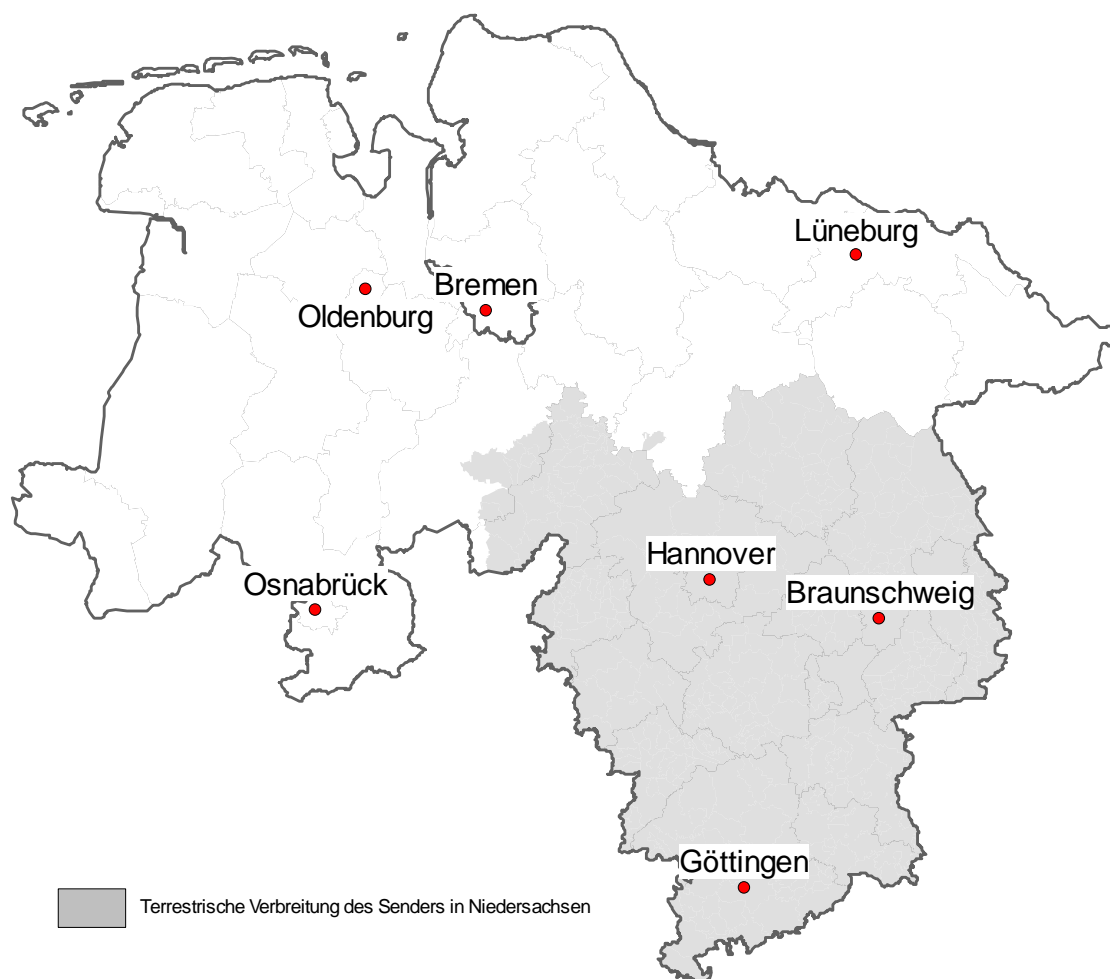 Lüneburg
Bremen
Oldenburg
Hannover
Braunschweig
Osnabrück
Göttingen
Terrestrische Verbreitung des Senders in Niedersachsen